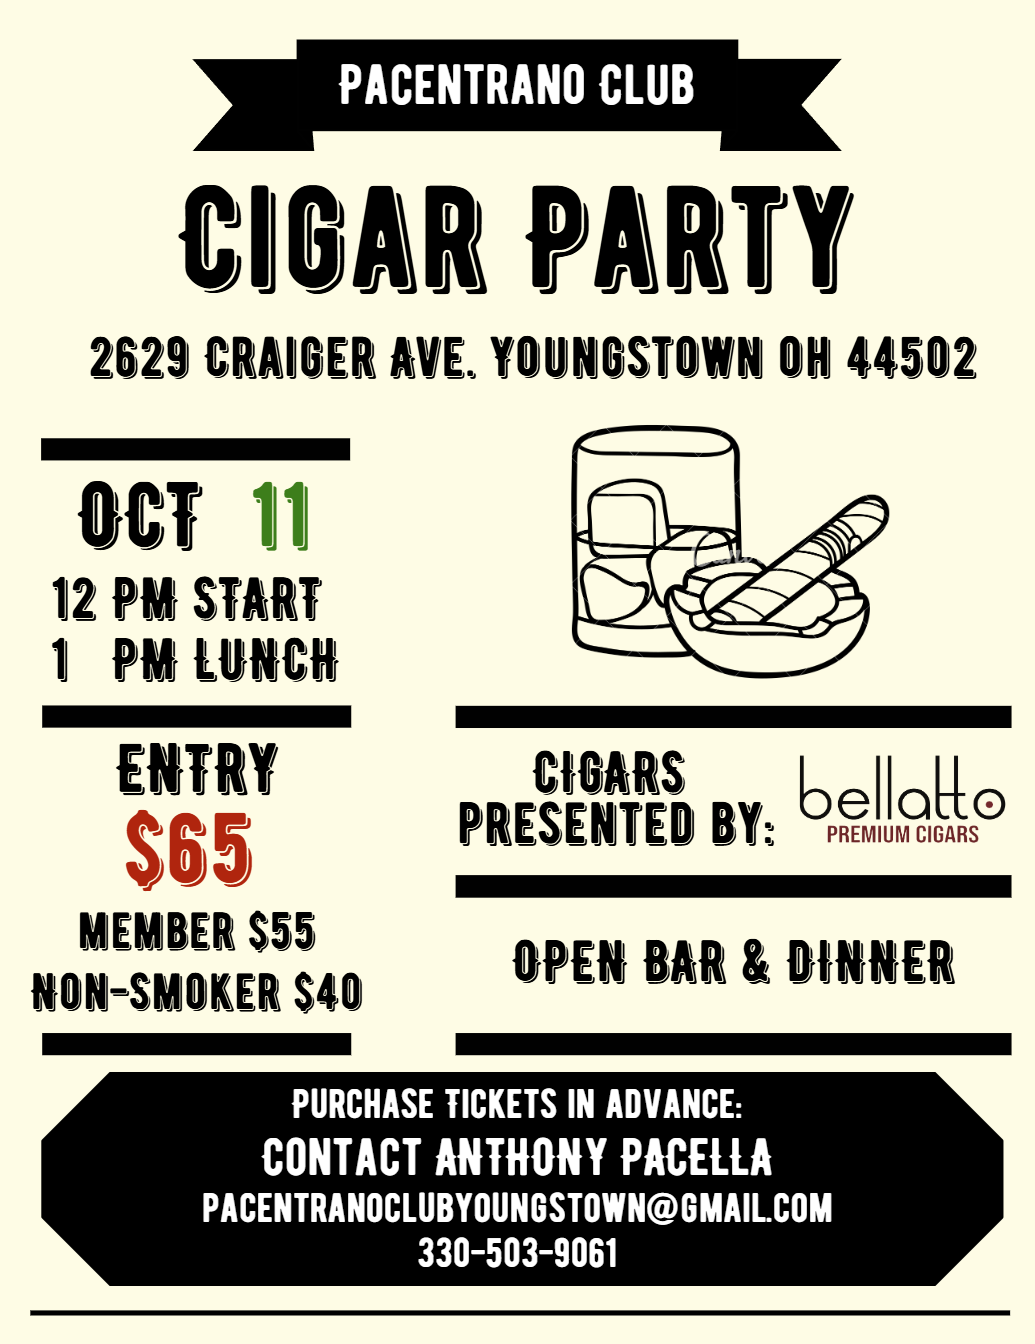 PACENTRANO CLUB
CIGAR PARTY
2629 CRAIGER AVE. YOUNGSTOWN OH 44502
OCT 11
12 PM START
1 PM LUNCH
ENTRY
$65
MEMBER $55
NON-SMOKER $40
CIGARS
PRESENTED BY:
bellatto
PREMIUM CIGARS
OPEN BAR & DINNER
PURCHASE TICKETS IN ADVANCE:
CONTACT ANTHONY PACELLA
PACENTRANOCLUBYOUNGSTOWN@GMAIL.COM
330-503-9061